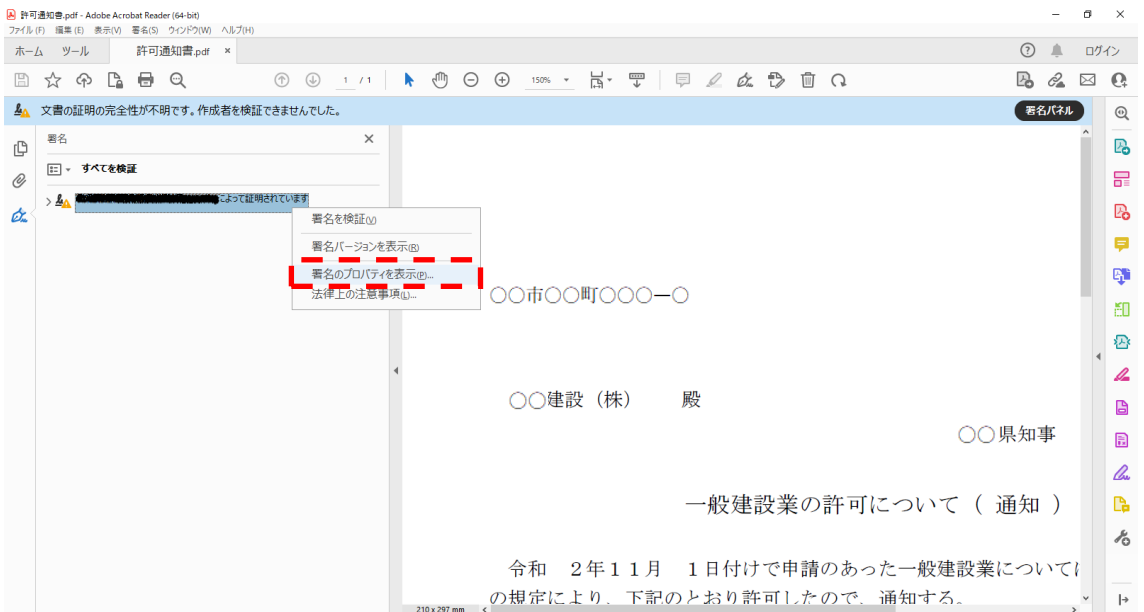 許可通知書.pdf - Adobe Acrobat Reader (64-bit)
ファイル(F) 編集(E) 表示(V) 署名(S) ウィンドウ(W) ヘルプ(H)
ホーム ツール 許可通知書.pdf × ログイン
1 / 1 150%
文書の証明の完全性が不明です。作成者を検証できませんでした。 署名パネル
署名
すべてを検証
によって証明されています
署名を検証(V)
署名バージョンを表示(R)
署名のプロパティを表示(P)...
法律上の注意事項(L)...
〇〇市〇〇町〇〇〇―〇
〇〇建設(株) 殿
〇〇県知事
一般建設業の許可について( 通知 )
令和 2年11月 1日付けで申請のあった一般建設業について
の規定により、下記のとおり許可したので、通知する。
210 x 297 mm